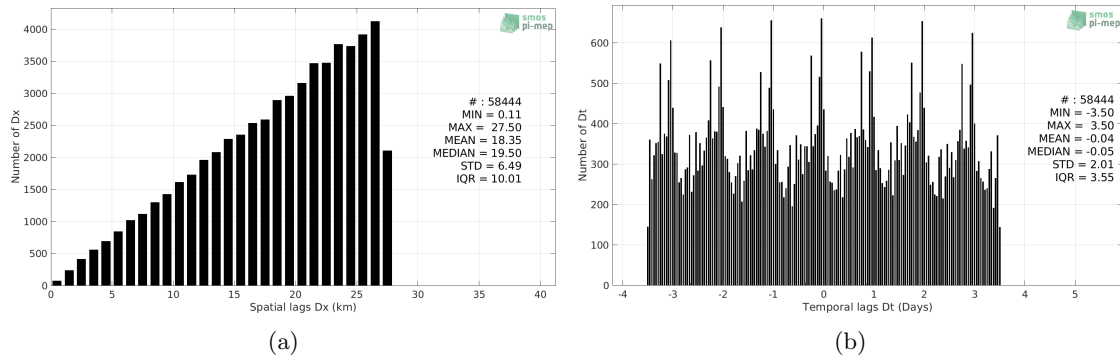 smos
pi-mep
4000
3500
3000
2500
2000
1500
1000
500
0
Number of Dx
# : 58444
MIN = 0.11
MAX = 27.50
MEAN = 18.35
MEDIAN = 19.50
STD = 6.49
IQR = 10.01
0 5 10 15 20 25 30 35 40
Spatial lags Dx (km)
(a)
smos
pi-mep
600
500
400
300
200
100
0
Number of Dt
# : 58444
MIN = -3.50
MAX = 3.50
MEAN = -0.04
MEDIAN = -0.05
STD = 2.01
IQR = 3.55
-4 -3 -2 -1 0 1 2 3 4 5
Temporal lags Dt (Days)
(b)